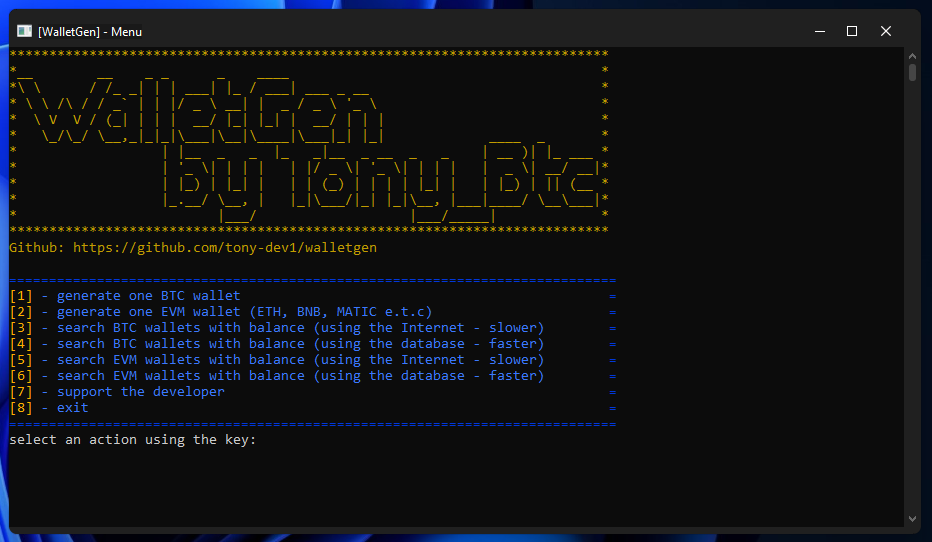 [WalletGen] - Menu
WalletGen
by Tony_Btc
Github: https://github.com/tony-dev1/walletgen
[1] - generate one BTC wallet
[2] - generate one EVM wallet (ETH, BNB, MATIC e.t.c)
[3] - search BTC wallets with balance (using the Internet - slower)
[4] - search BTC wallets with balance (using the database - faster)
[5] - search EVM wallets with balance (using the Internet - slower)
[6] - search EVM wallets with balance (using the database - faster)
[7] - support the developer
[8] - exit
select an action using the key: